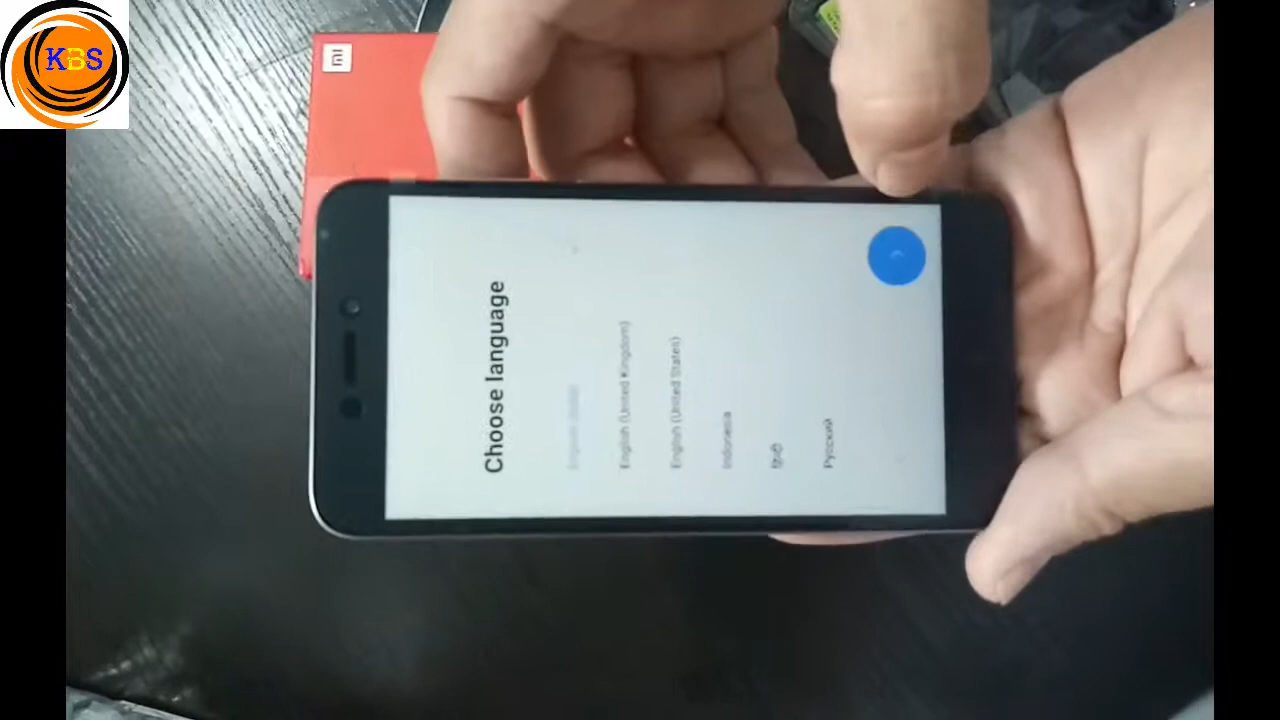 KBS
MI
Choose language
English (United Kingdom)
English (United States)
Indonesia
हिन्दी
Русский